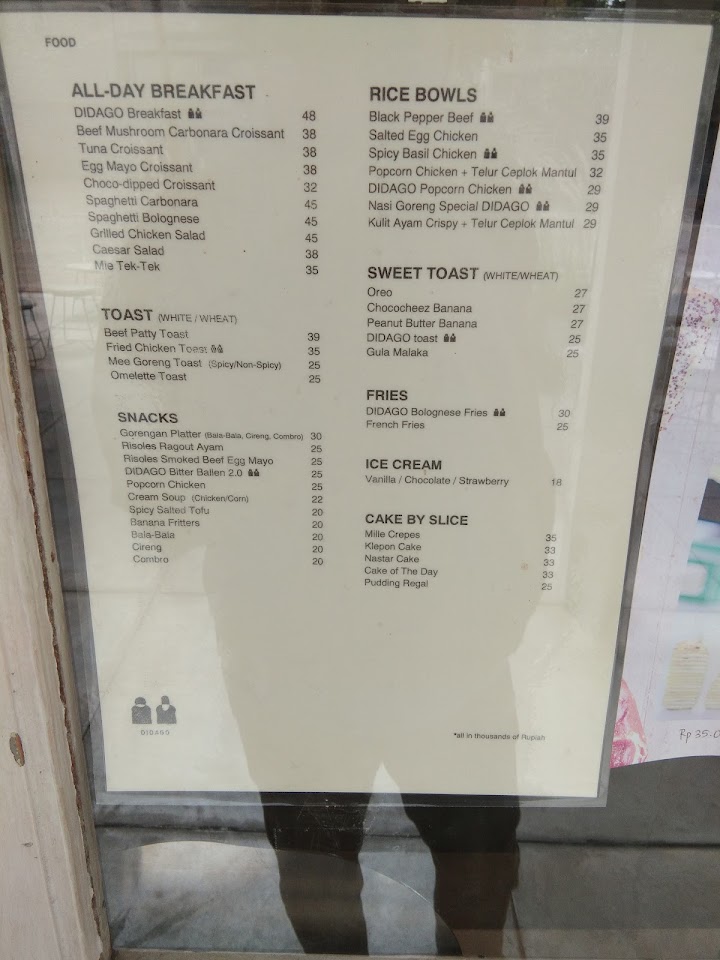 FOOD
ALL-DAY BREAKFAST
DIDAGO Breakfast 48
Beef Mushroom Carbonara Croissant 38
Tuna Croissant 38
Egg Mayo Croissant 38
Choco-dipped Croissant 32
Spaghetti Carbonara 45
Spaghetti Bolognese 45
Grilled Chicken Salad 45
Caesar Salad 38
Mie Tek-Tek 35
TOAST (WHITE / WHEAT)
Beef Patty Toast 39
Fried Chicken Toast 35
Mee Goreng Toast (Spicy/Non-Spicy) 25
Omelette Toast 25
SNACKS
Gorengan Platter (Bala-Bala, Cireng, Combro) 30
Risoles Ragout Ayam 25
Risoles Smoked Beef Egg Mayo 25
DIDAGO Bitter Ballen 2.0 25
Popcorn Chicken 25
Cream Soup (Chicken/Corn) 22
Spicy Salted Tofu 20
Banana Fritters 20
Bala-Bala 20
Cireng 20
Combro 20
RICE BOWLS
Black Pepper Beef 39
Salted Egg Chicken 35
Spicy Basil Chicken 35
Popcorn Chicken + Telur Ceplok Mantul 32
DIDAGO Popcorn Chicken 29
Nasi Goreng Special DIDAGO 29
Kulit Ayam Crispy + Telur Ceplok Mantul 29
SWEET TOAST (WHITE/WHEAT)
Oreo 27
Chococheez Banana 27
Peanut Butter Banana 27
DIDAGO toast 25
Gula Malaka 25
FRIES
DIDAGO Bolognese Fries 30
French Fries 25
ICE CREAM
Vanilla / Chocolate / Strawberry 18
CAKE BY SLICE
Mille Crepes 35
Klepon Cake 33
Nastar Cake 33
Cake of The Day 33
Pudding Regal 25
DIDAGO
*all in thousands of Rupiah
Rp 35.0